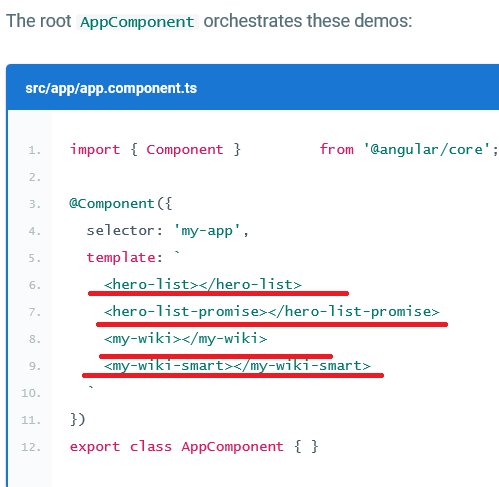 The root AppComponent orchestrates these demos:
src/app/app.component.ts
1. import { Component }         from '@angular/core';
2.
3. @Component({
4.   selector: 'my-app',
5.   template: `
6.     <hero-list></hero-list>
7.     <hero-list-promise></hero-list-promise>
8.     <my-wiki></my-wiki>
9.     <my-wiki-smart></my-wiki-smart>
10.   `
11. })
12. export class AppComponent { }